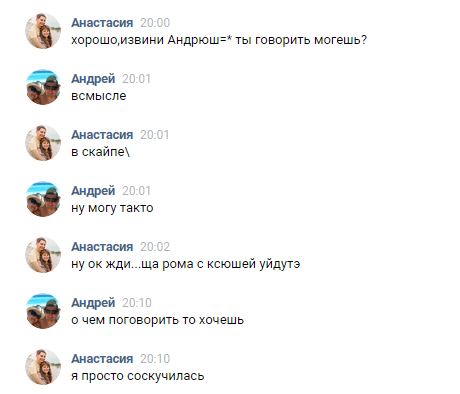 Анастасия 20:00
хорошо,извини Андрюш=* ты говорить могешь?
Андрей 20:01
всмысле
Анастасия 20:01
в скайпе\
Андрей 20:01
ну могу такто
Анастасия 20:02
ну ок жди...ща рома с ксюшей уйдутэ
Андрей 20:10
о чем поговорить то хочешь
Анастасия 20:10
я просто соскучилась